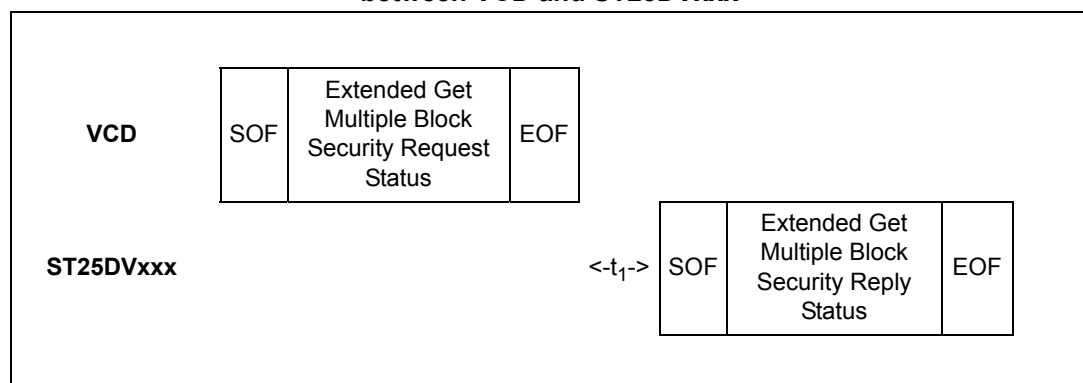 between VCD and ST25DVxxx
VCD
SOF
Extended Get
Multiple Block
Security Request
Status
EOF
ST25DVxxx
<-t1->
SOF
Extended Get
Multiple Block
Security Reply
Status
EOF